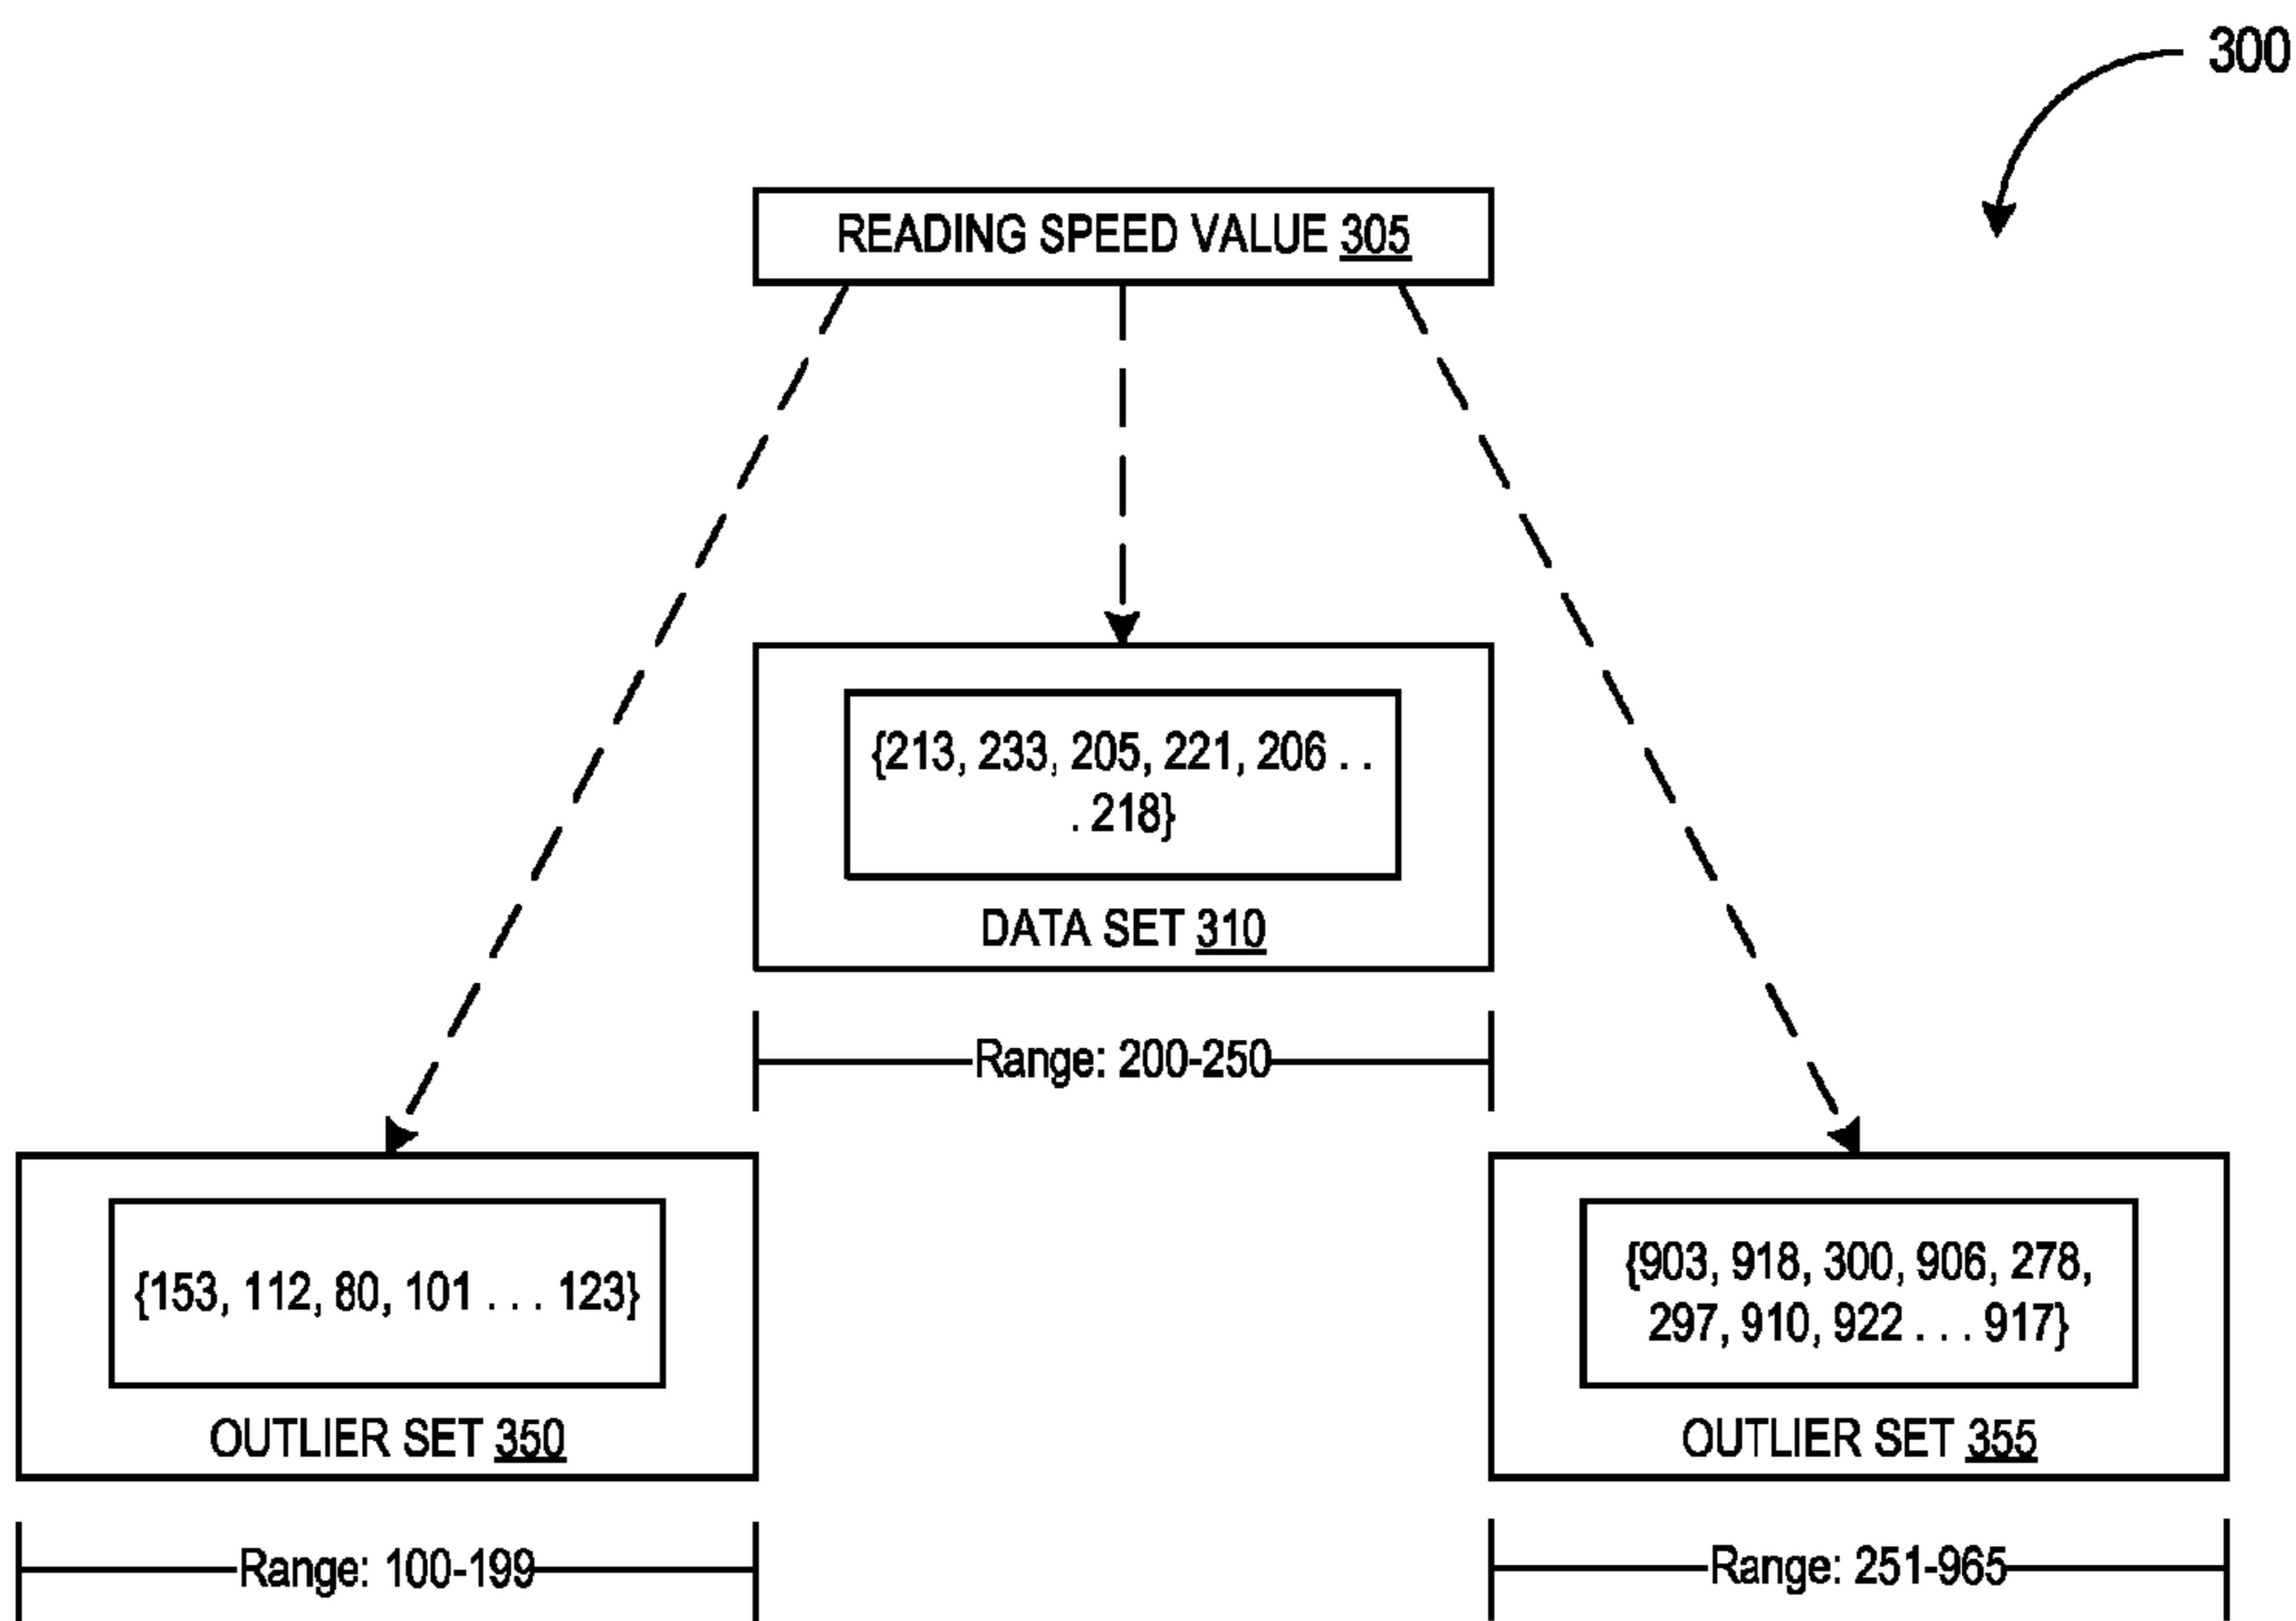 300
READING SPEED VALUE 305
{213, 233, 205, 221, 206 . .
. 218}
DATA SET 310
Range: 200-250
{153, 112, 80, 101 . . . 123}
OUTLIER SET 350
Range: 100-199
{903, 918, 300, 906, 278,
297, 910, 922 . . . 917}
OUTLIER SET 355
Range: 251-965